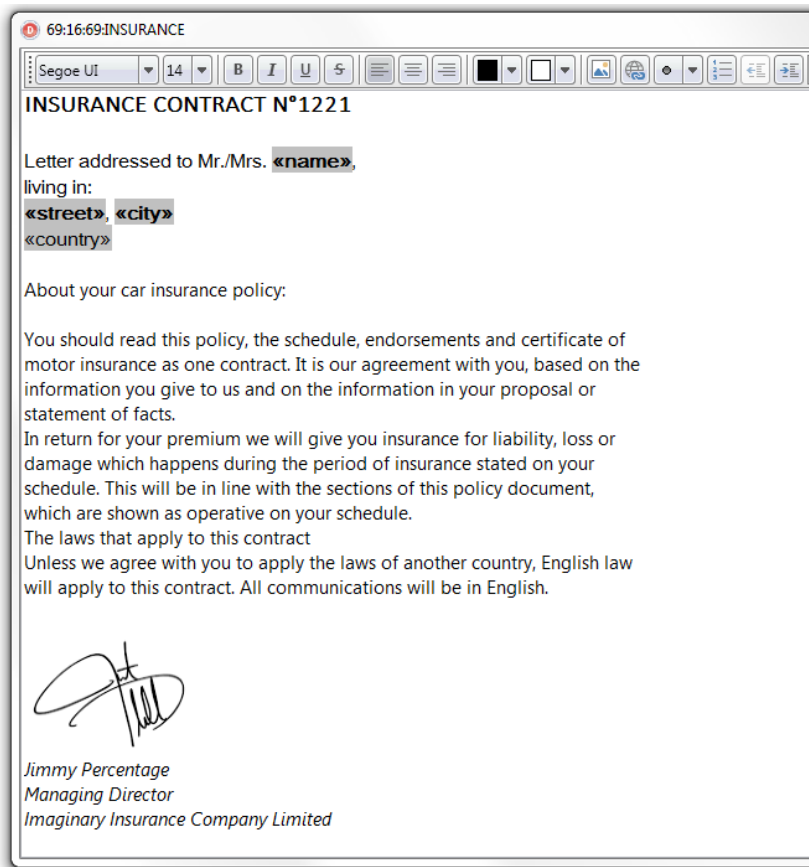 69:16:69:INSURANCE
Segoe UI 14 B I U S
INSURANCE CONTRACT N°1221
Letter addressed to Mr./Mrs. «name»,
living in:
«street», «city»
«country»
About your car insurance policy:
You should read this policy, the schedule, endorsements and certificate of
motor insurance as one contract. It is our agreement with you, based on the
information you give to us and on the information in your proposal or
statement of facts.
In return for your premium we will give you insurance for liability, loss or
damage which happens during the period of insurance stated on your
schedule. This will be in line with the sections of this policy document,
which are shown as operative on your schedule.
The laws that apply to this contract
Unless we agree with you to apply the laws of another country, English law
will apply to this contract. All communications will be in English.
Jimmy Percentage
Managing Director
Imaginary Insurance Company Limited